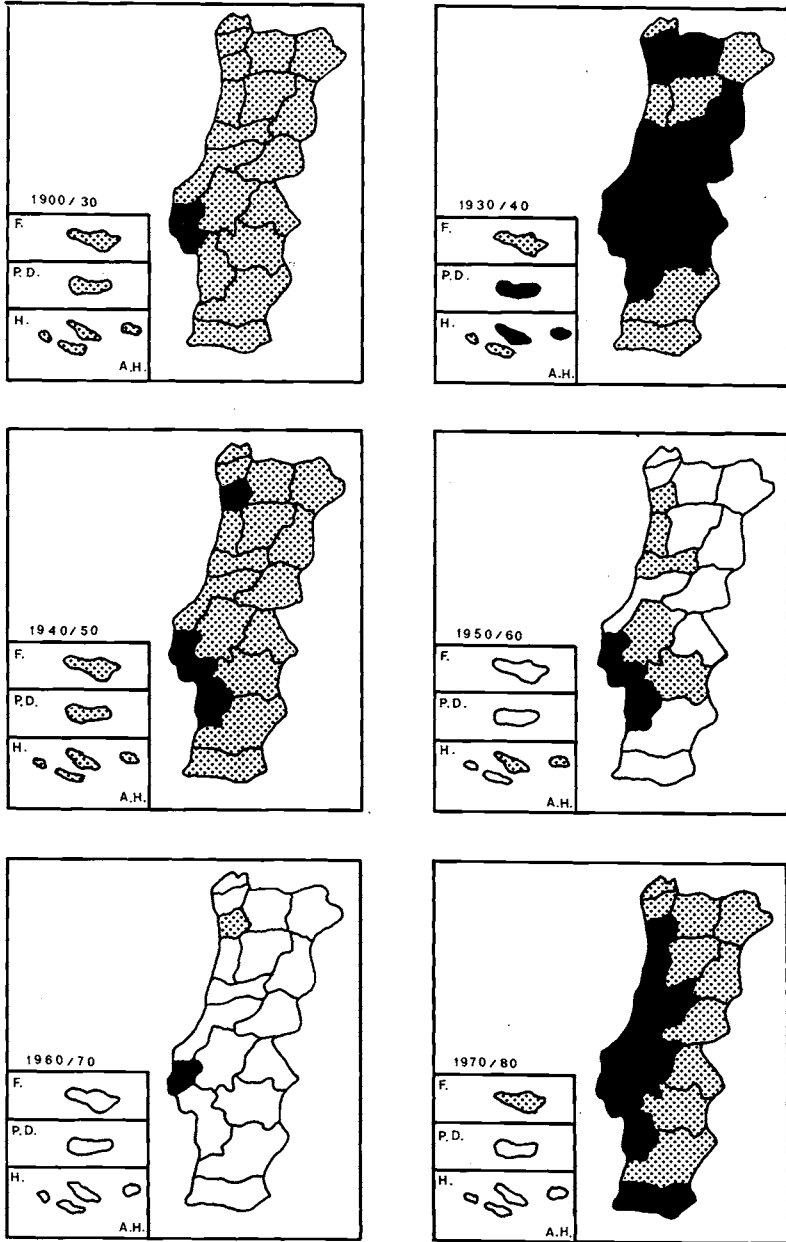 1900/30
F.
P.D.
H.
A.H.
1930/40
F.
P.D.
H.
A.H.
1940/50
F.
P.D.
H.
A.H.
1950/60
F.
P.D.
H.
A.H.
1960/70
F.
P.D.
H.
A.H.
1970/80
F.
P.D.
H.
A.H.